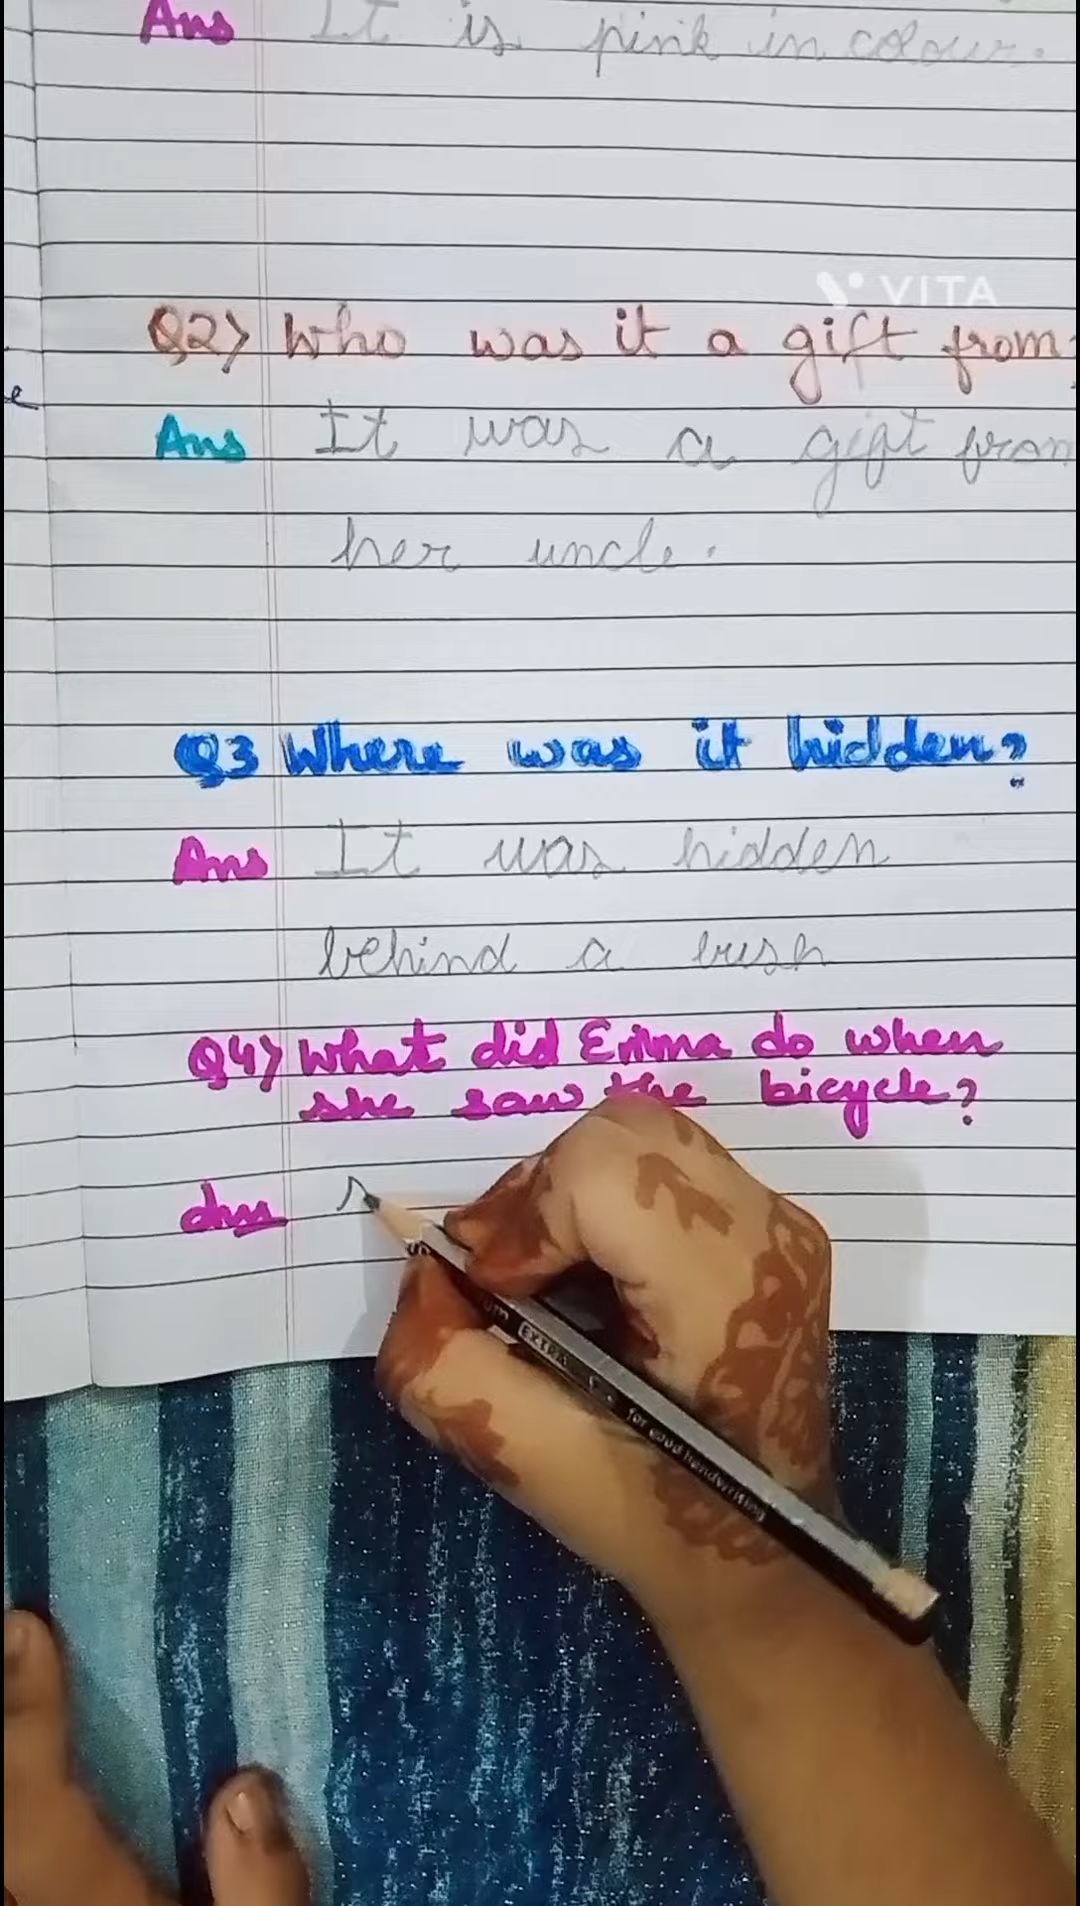 Ans It is pink in colour.
VITA
Q2) Who was it a gift from
Ans It was a gift from
her uncle.
Q3 Where was it hidden?
Ans It was hidden
behind a bush
Q4) What did Emma do when
she saw the bicycle?
Ans S
EXTRA
for good handwriting